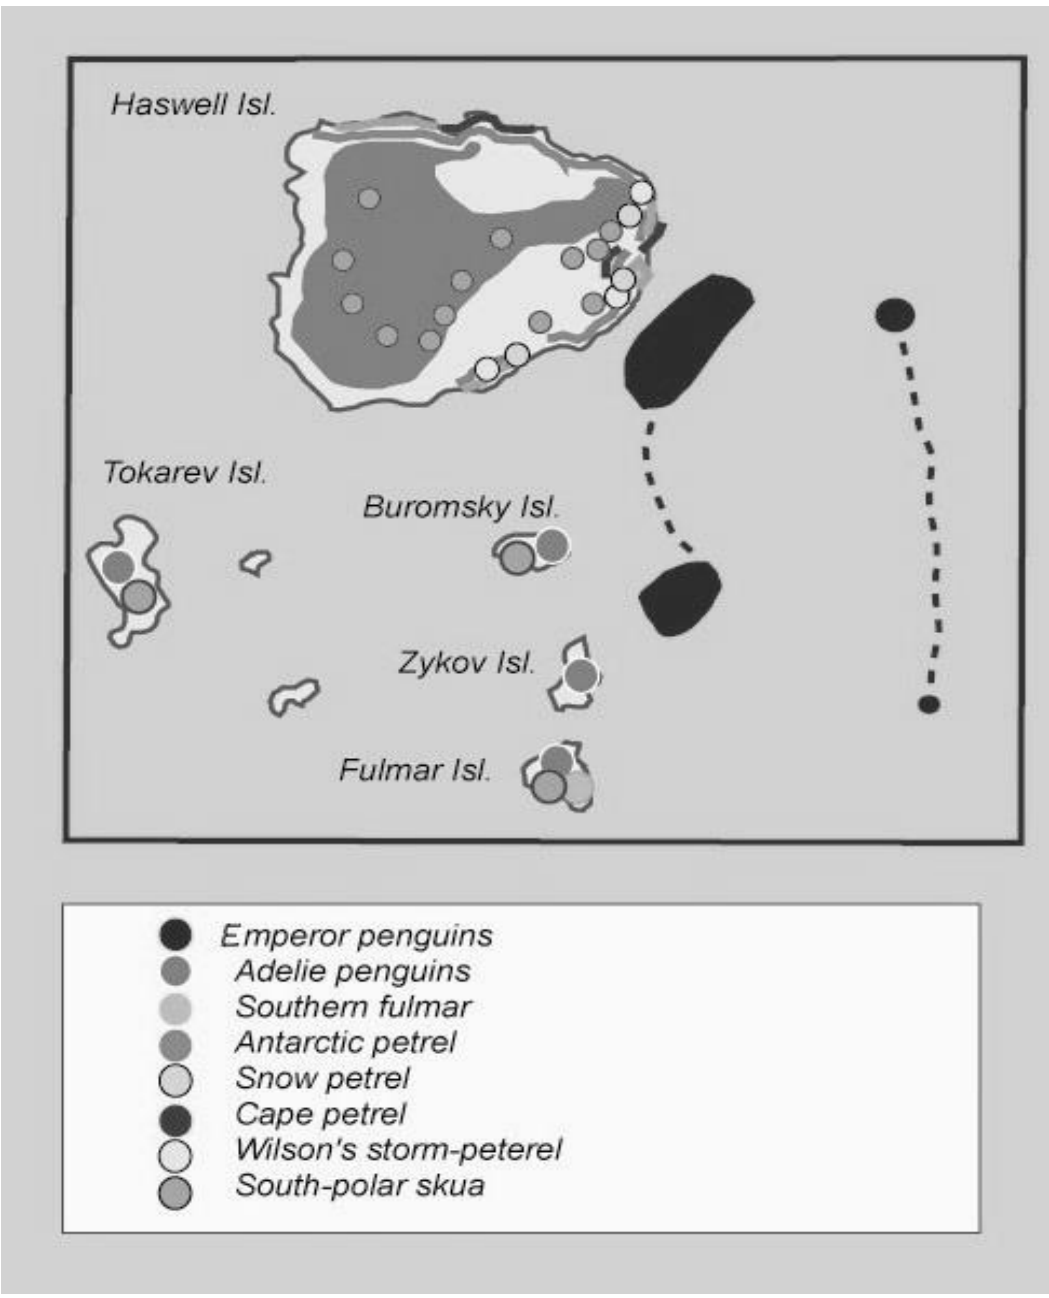 Haswell Isl.
Tokarev Isl.
Buromsky Isl.
Zykov Isl.
Fulmar Isl.
Emperor penguins
Adelie penguins
Southern fulmar
Antarctic petrel
Snow petrel
Cape petrel
Wilson's storm-peterel
South-polar skua